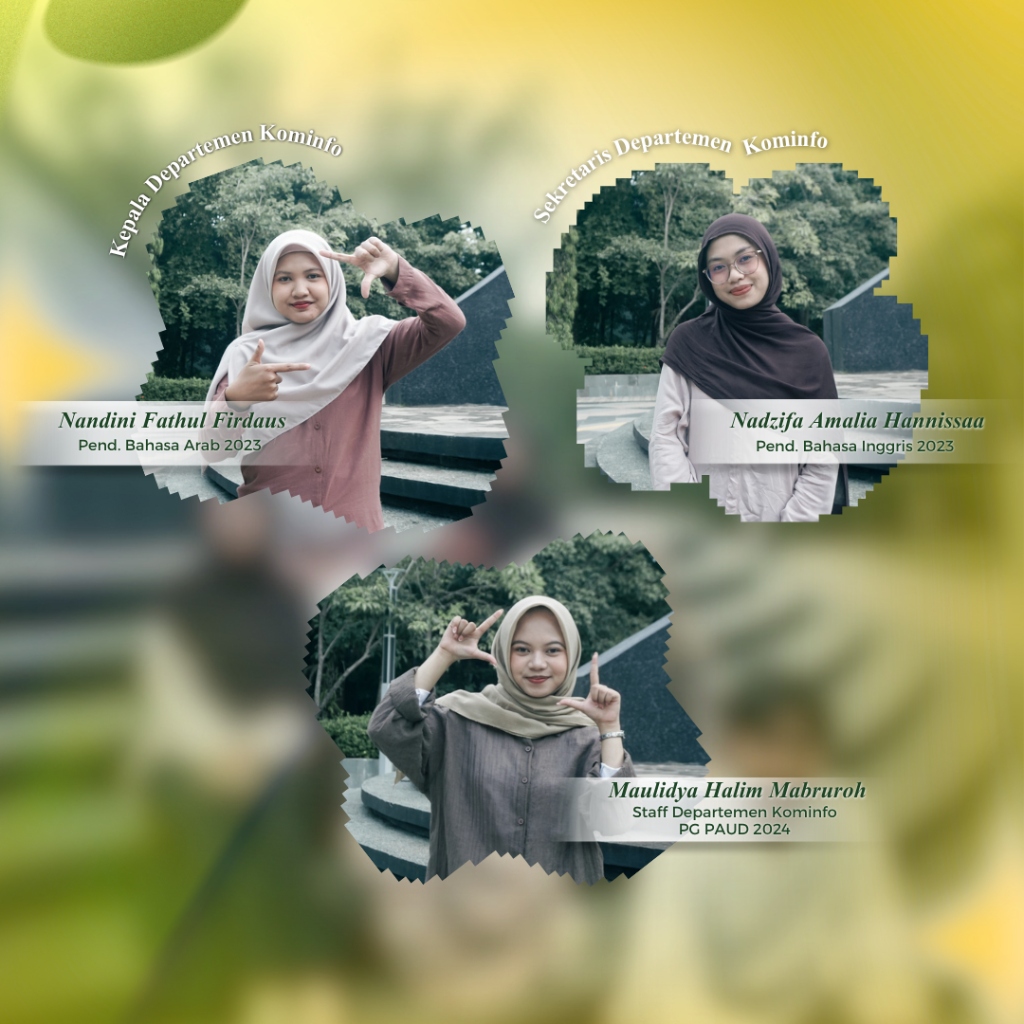 Kepala Departemen Kominfo
Sekretaris Departemen Kominfo
Nandini Fathul Firdaus
Pend. Bahasa Arab 2023
Nadzifa Amalia Hannissaa
Pend. Bahasa Inggris 2023
Maulidya Halim Mabruroh
Staff Departemen Kominfo
PG PAUD 2024